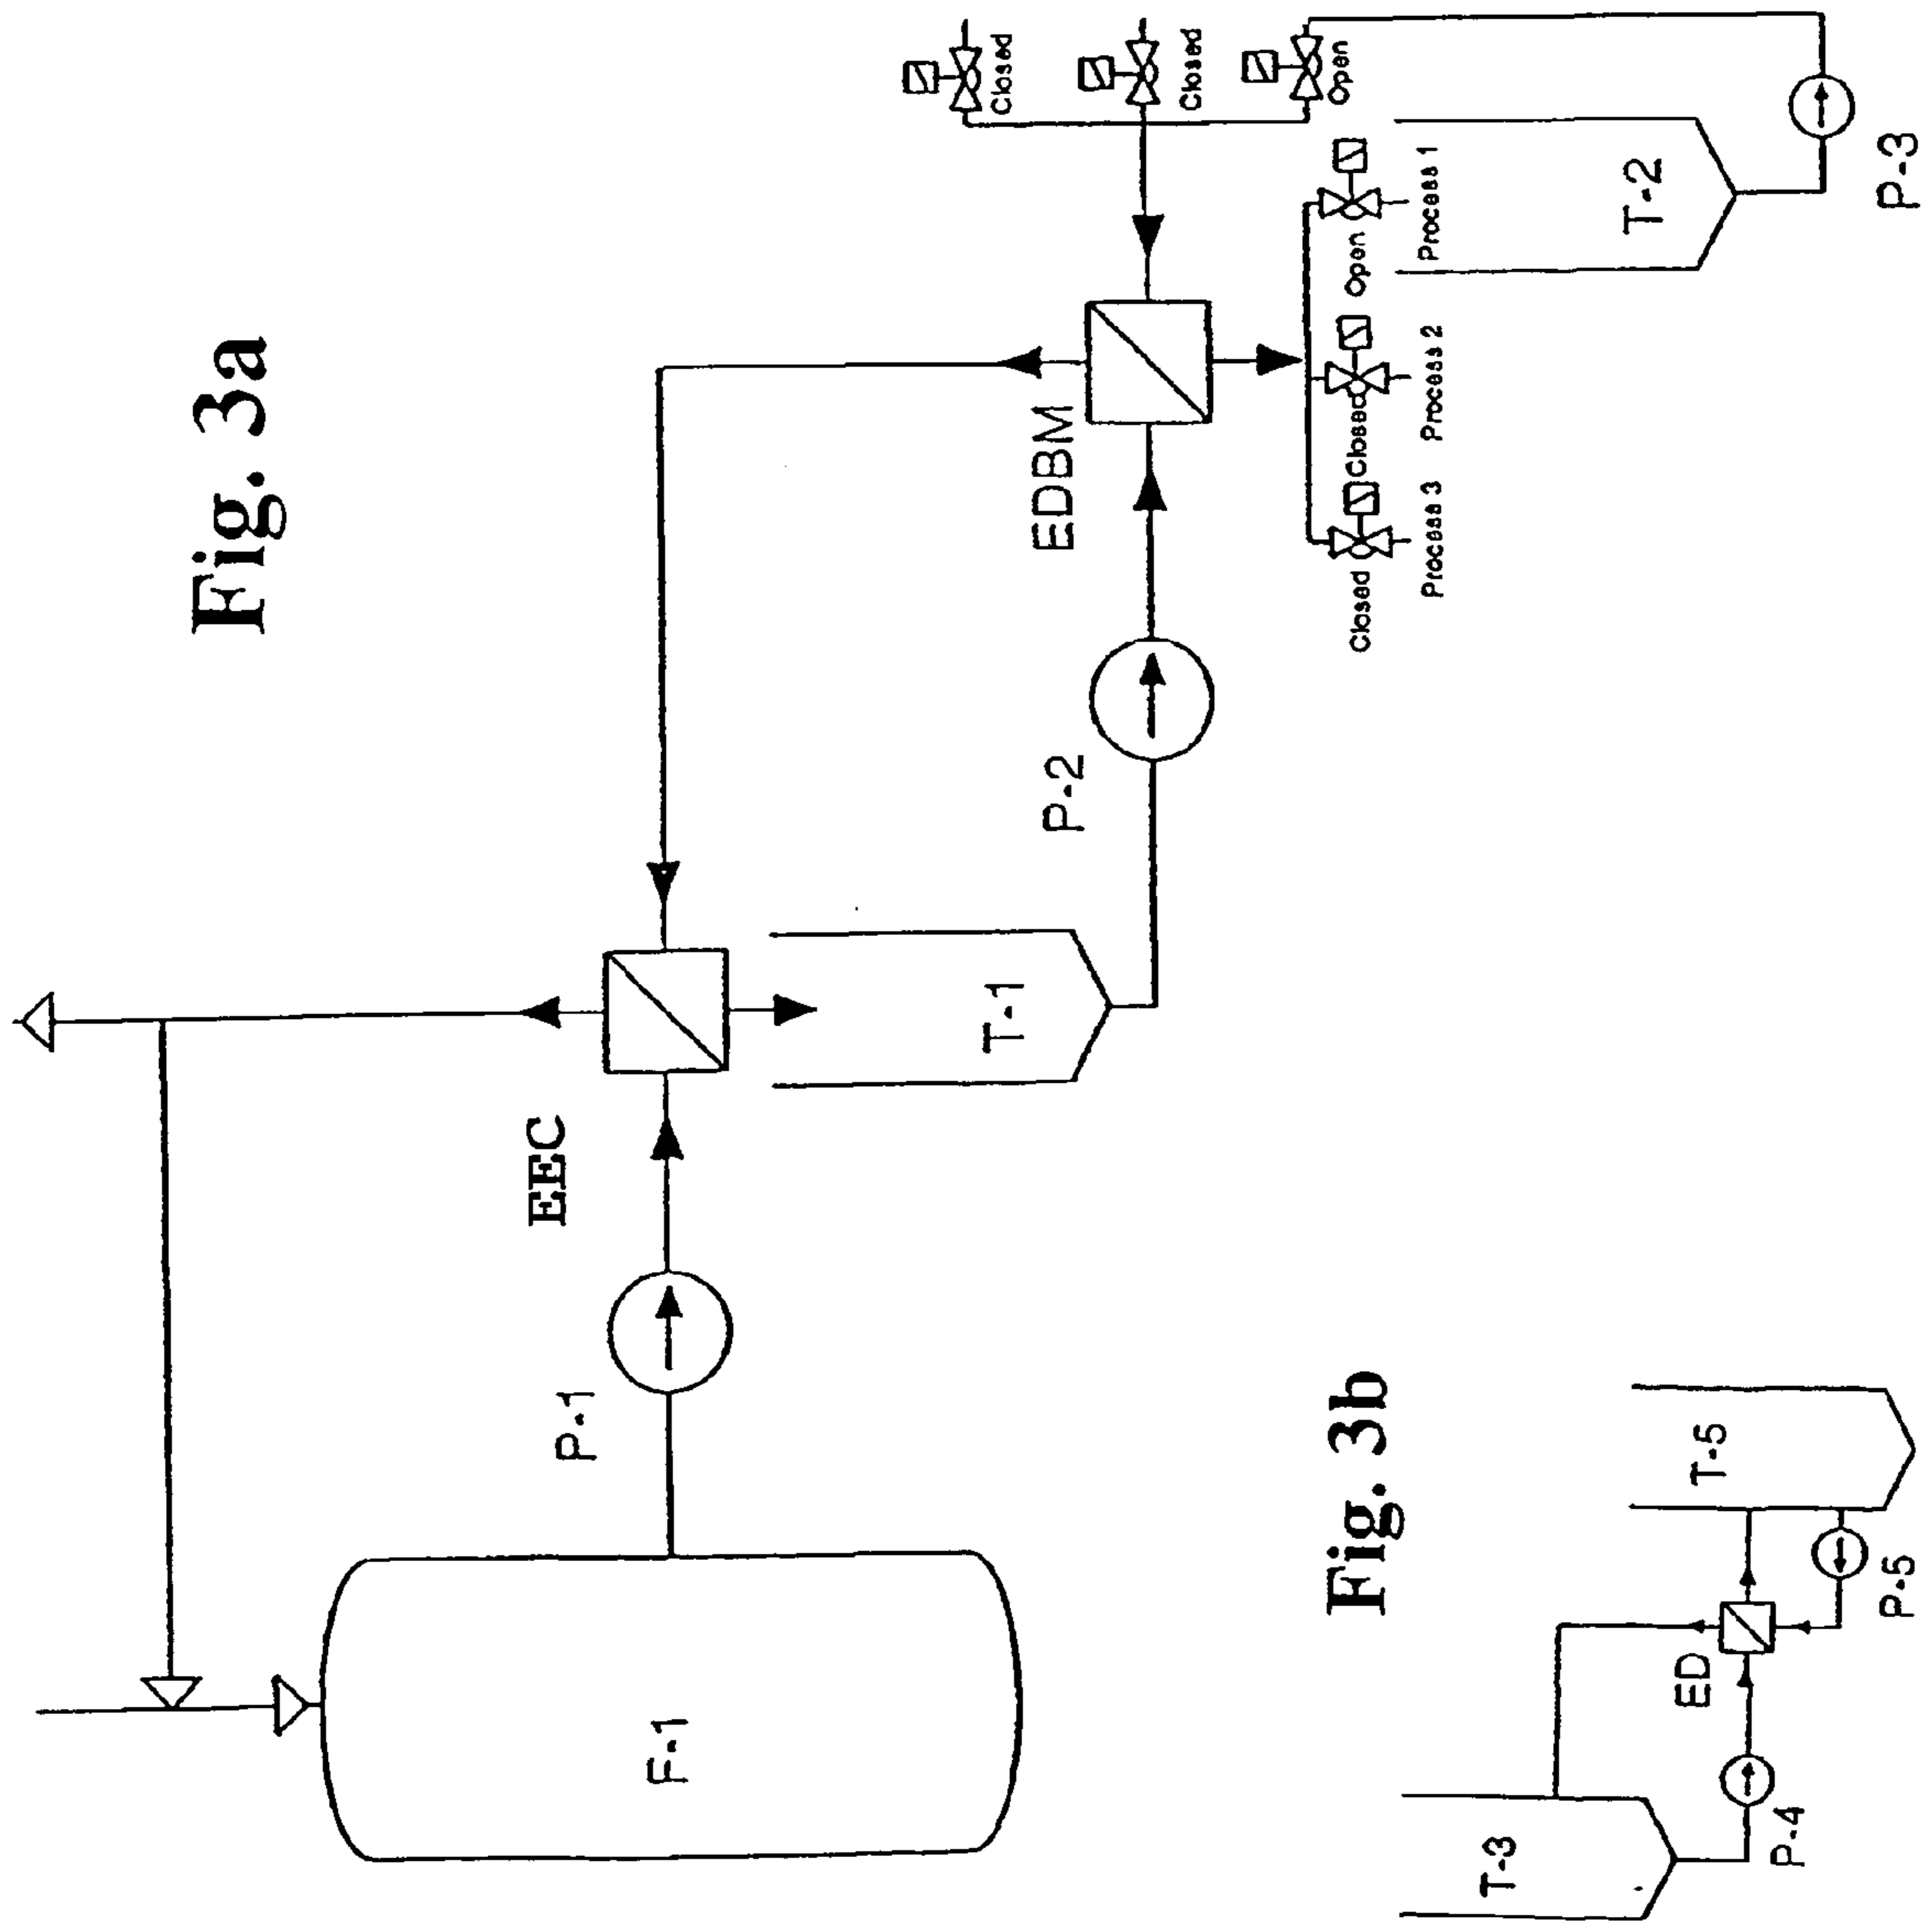 Fig. 3a
EEC
P-1
F-1
T-1
P-2
EDBM
Closed
Closed
Open
Closed
Closed
Open
Process 3
Process 2
Process 1
T-2
P-3
Fig. 3b
T-3
P-4
ED
T-5
P-5